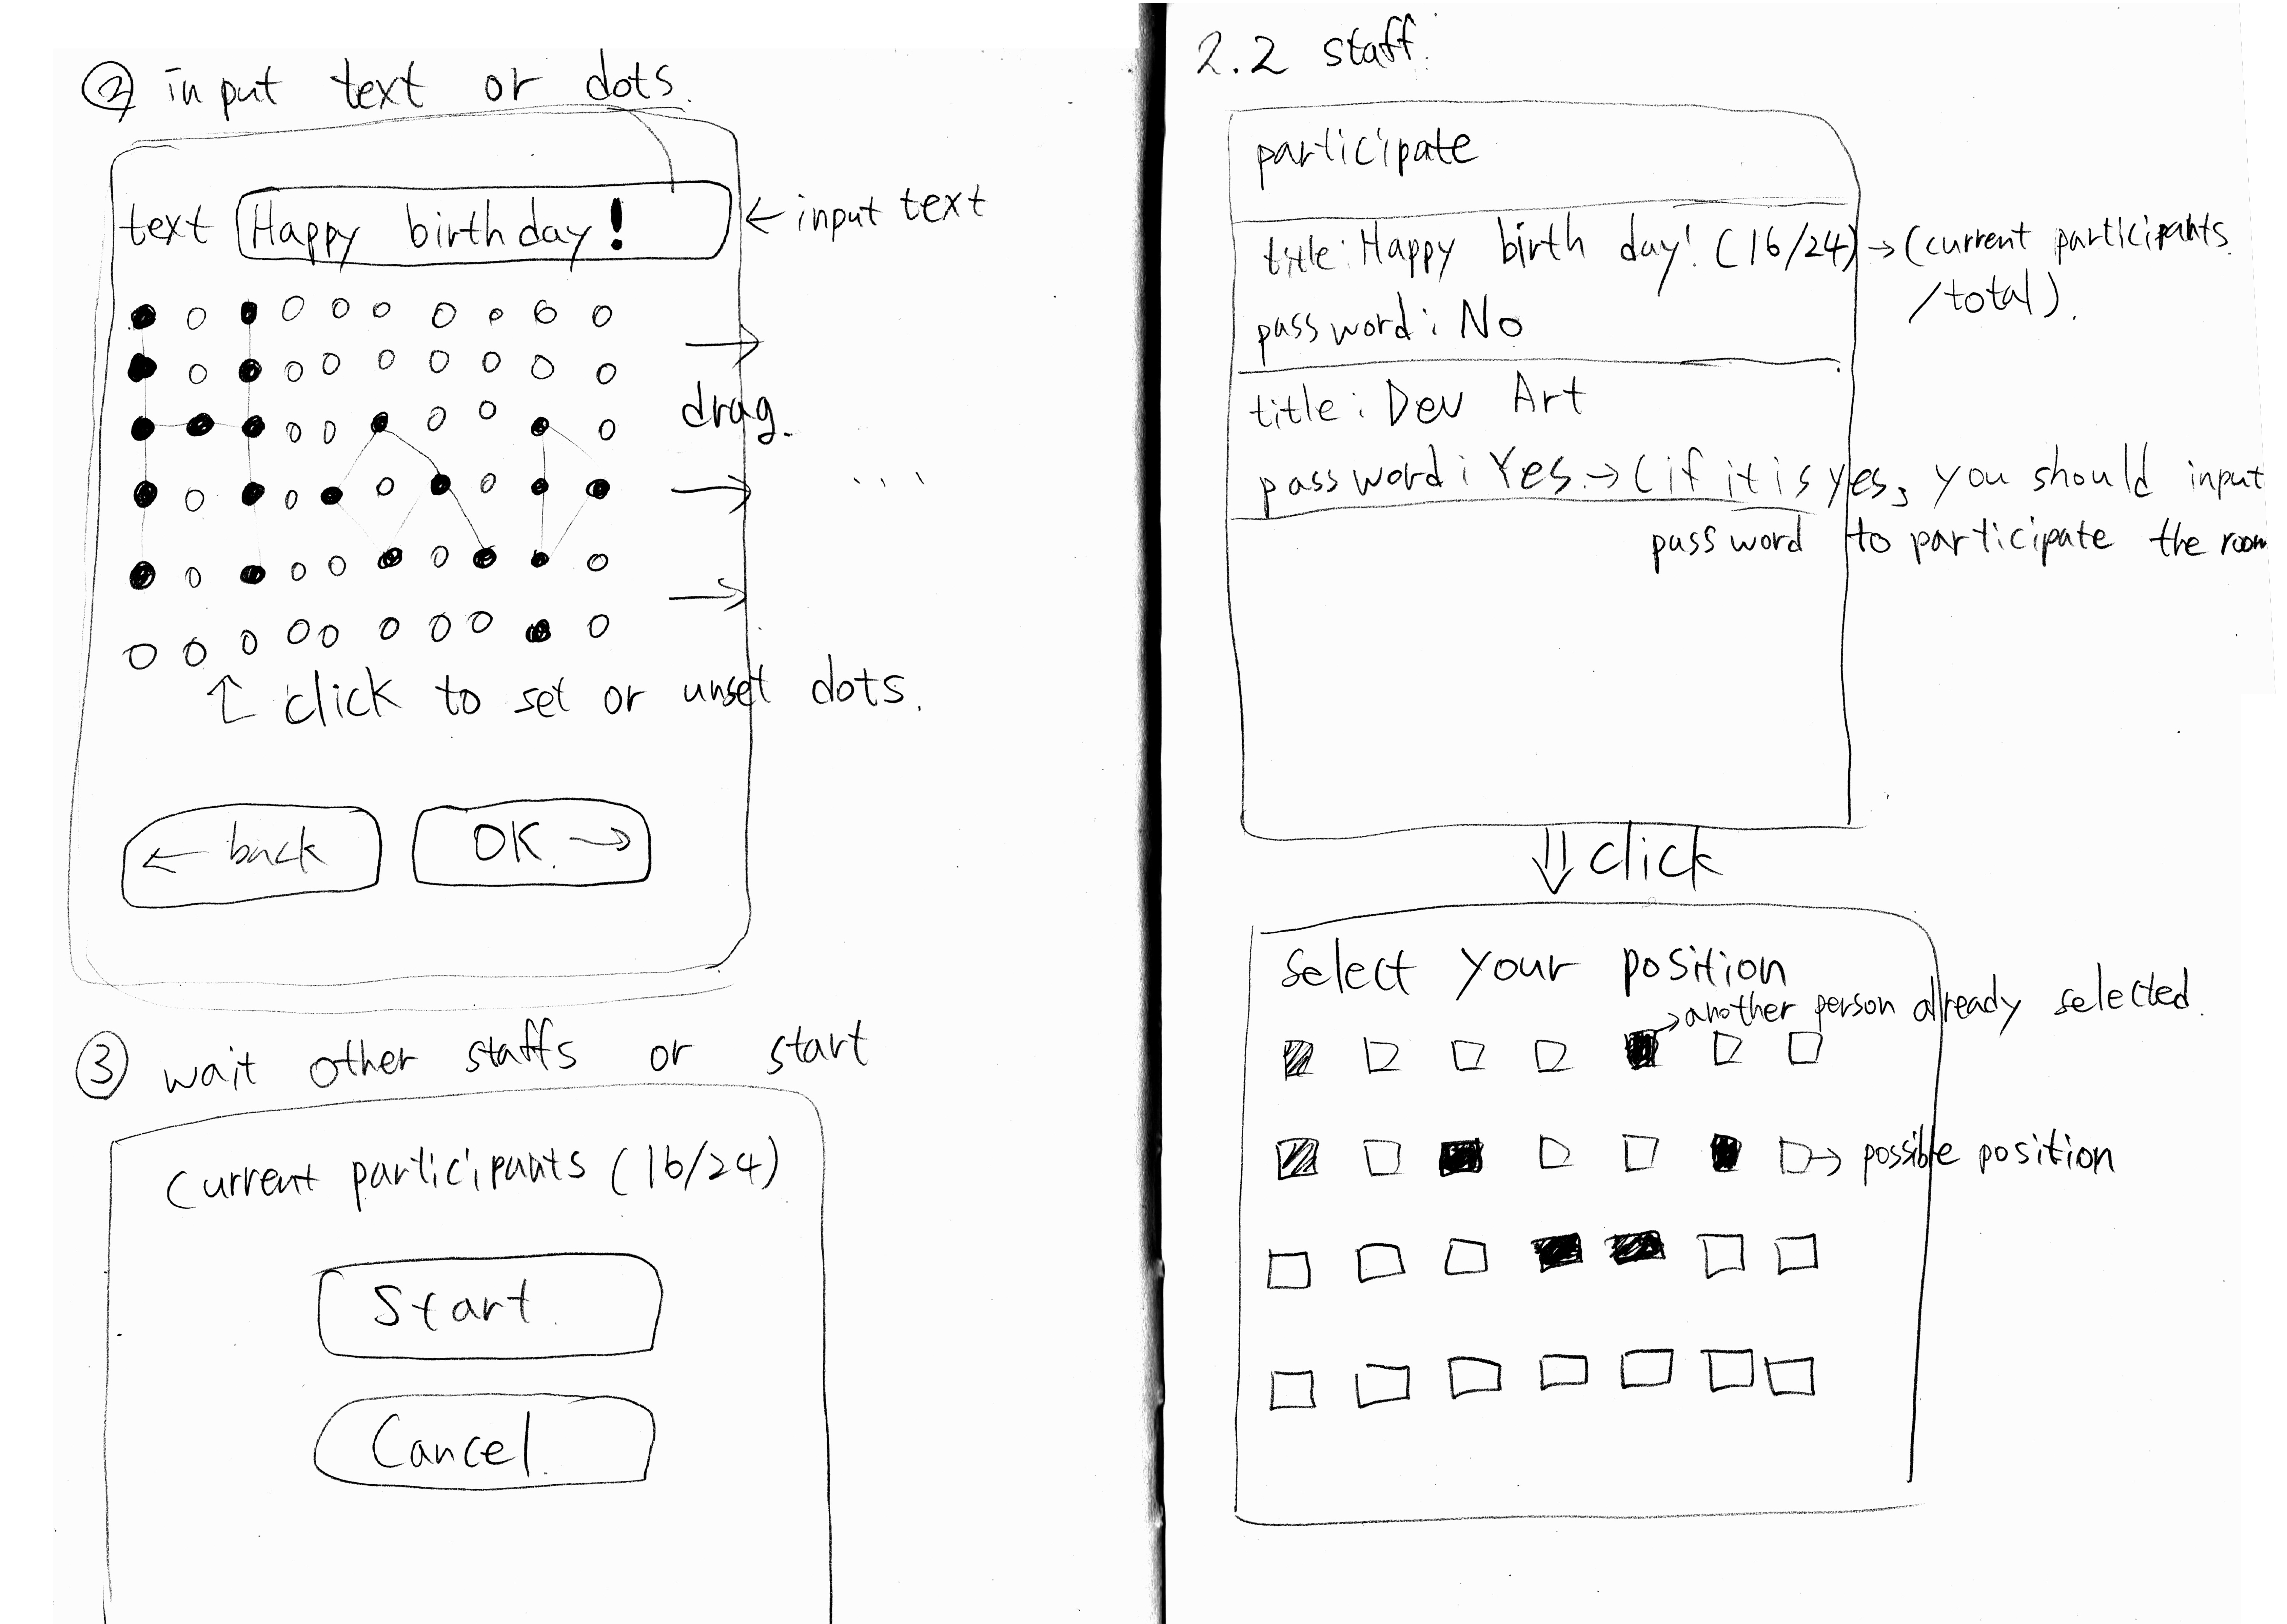 ② input text or dots.
text Happy birthday!
← input text
→
drag.
→ ...
→
↑ click to set or unset dots.
← back
OK →
③ wait other staffs or start
Current participants (16/24)
Start
Cancel
2.2 staff.
participate
title: Happy birth day! (16/24) → (current participants
/total).
password: No
title: Dev Art
password: Yes → (if it is yes, you should input
password to participate the room
⇓ click
Select your position
→ another person already selected.
→ possible position